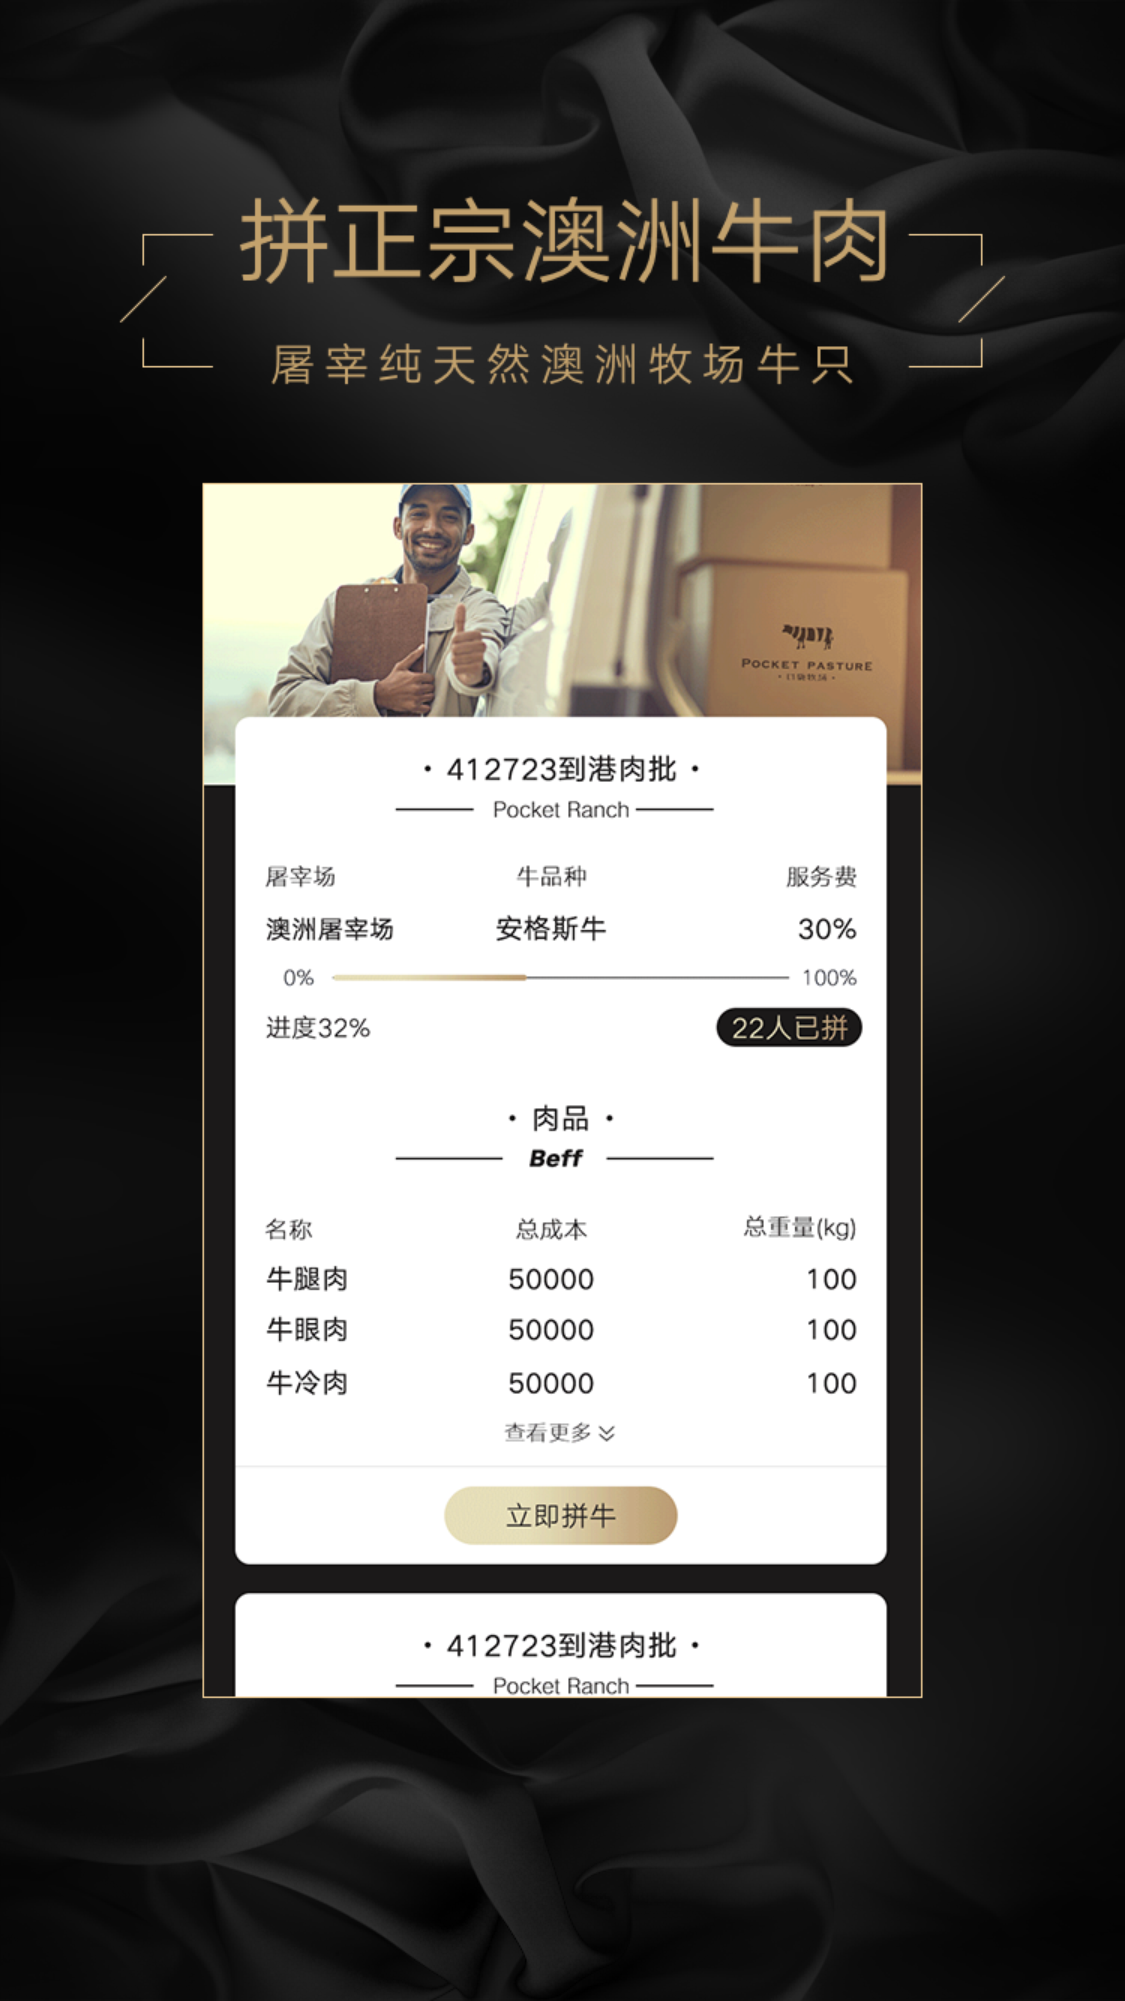 拼正宗澳洲牛肉
屠宰纯天然澳洲牧场牛只
POCKET PASTURE
· 口袋牧场 ·
· 412723到港肉批 ·
Pocket Ranch
屠宰场 牛品种 服务费
澳洲屠宰场 安格斯牛 30%
0% 100%
进度32% 22人已拼
· 肉品 ·
Beff
名称 总成本 总重量(kg)
牛腿肉 50000 100
牛眼肉 50000 100
牛冷肉 50000 100
查看更多
立即拼牛
· 412723到港肉批 ·
Pocket Ranch